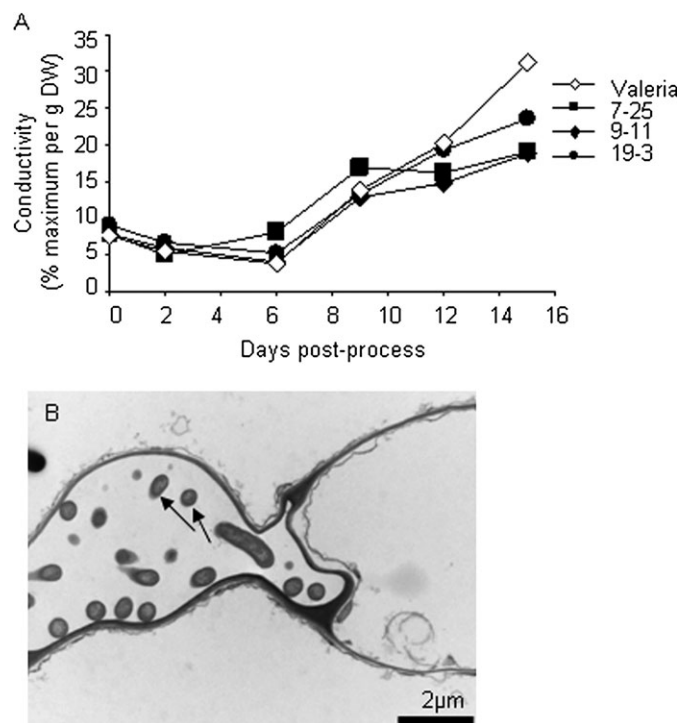 A
35
30
25
20
15
10
5
0
Conductivity
(% maximum per g DW)
0 2 4 6 8 10 12 14 16
Days post-process
Valeria
7-25
9-11
19-3
B
2µm